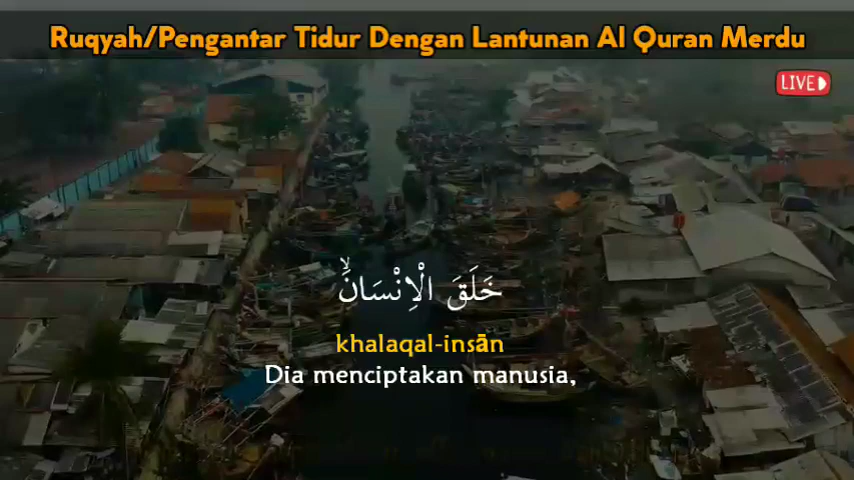 Ruqyah/Pengantar Tidur Dengan Lantunan Al Quran Merdu
LIVE
خَلَقَ الْاِنْسَانَۙ
khalaqal-insān
Dia menciptakan manusia,